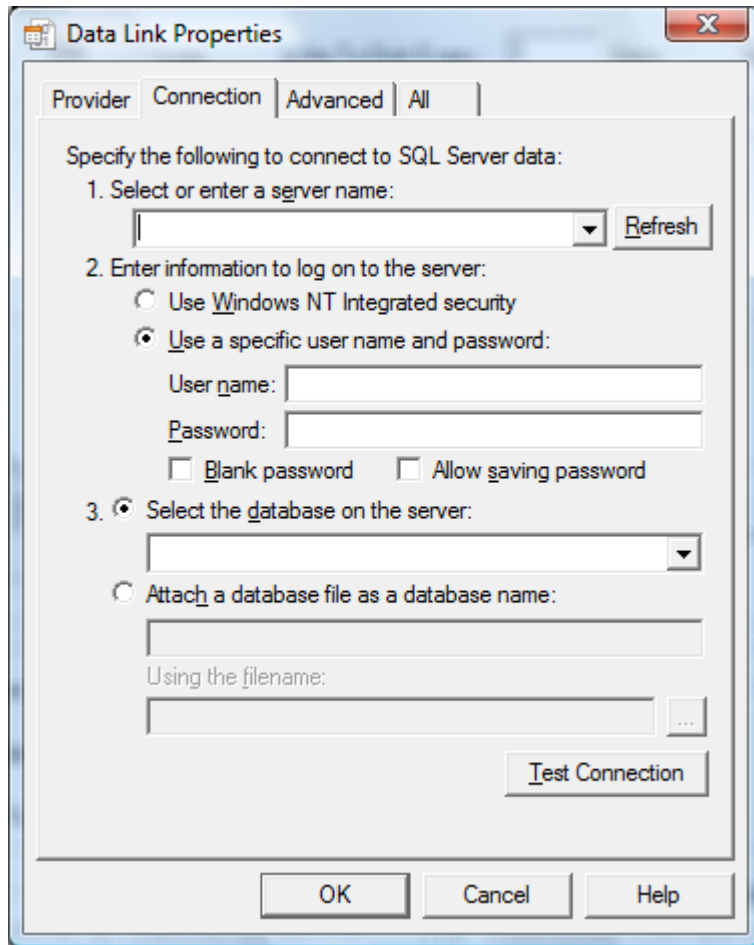 Data Link Properties
Provider Connection Advanced All
Specify the following to connect to SQL Server data:
1. Select or enter a server name:
Refresh
2. Enter information to log on to the server:
Use Windows NT Integrated security
Use a specific user name and password:
User name:
Password:
Blank password Allow saving password
3. Select the database on the server:
Attach a database file as a database name:
Using the filename:
...
Test Connection
OK Cancel Help